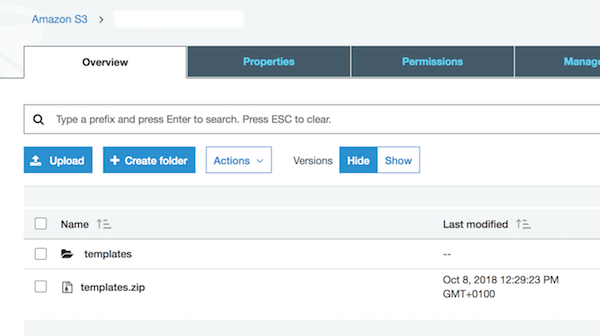 Amazon S3 >
Overview Properties Permissions Manag
Type a prefix and press Enter to search. Press ESC to clear.
Upload + Create folder Actions Versions Hide Show
Name Last modified
templates --
templates.zip Oct 8, 2018 12:29:23 PM
GMT+0100